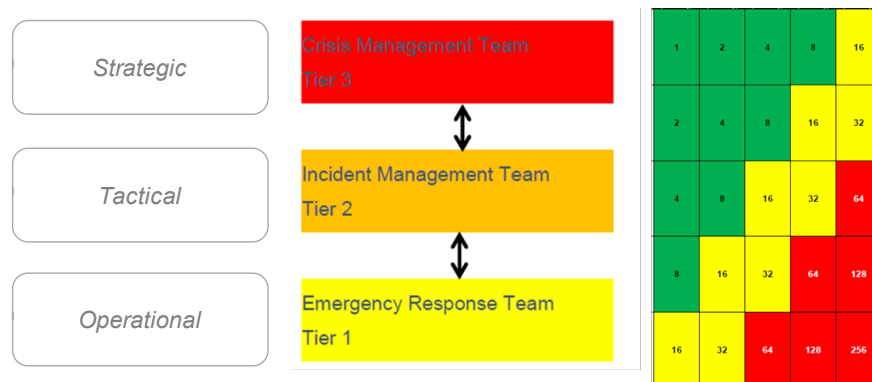 Strategic
Crisis Management Team
Tier 3
Tactical
Incident Management Team
Tier 2
Operational
Emergency Response Team
Tier 1
1 2 4 8 16
2 4 8 16 32
4 8 16 32 64
8 16 32 64 128
16 32 64 128 256